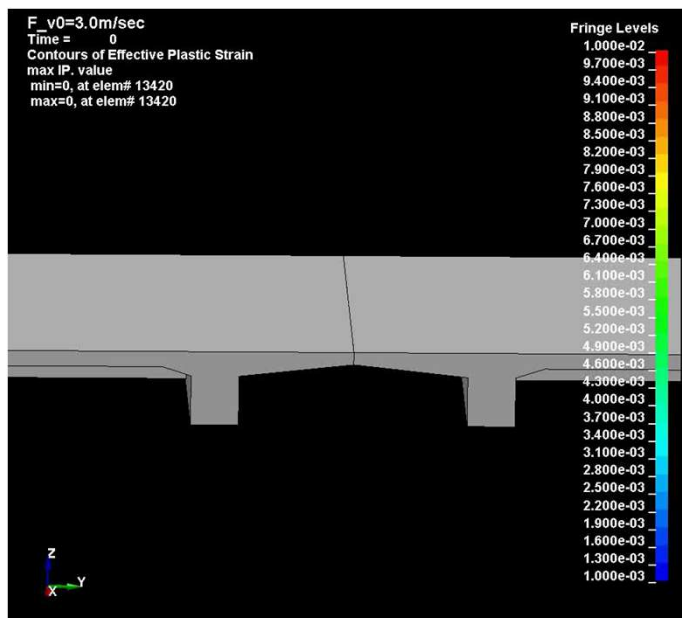 F_v0=3.0m/sec
Time = 0
Contours of Effective Plastic Strain
max IP. value
min=0, at elem# 13420
max=0, at elem# 13420
Fringe Levels
1.000e-02
9.700e-03
9.400e-03
9.100e-03
8.800e-03
8.500e-03
8.200e-03
7.900e-03
7.600e-03
7.300e-03
7.000e-03
6.700e-03
6.400e-03
6.100e-03
5.800e-03
5.500e-03
5.200e-03
4.900e-03
4.600e-03
4.300e-03
4.000e-03
3.700e-03
3.400e-03
3.100e-03
2.800e-03
2.500e-03
2.200e-03
1.900e-03
1.600e-03
1.300e-03
1.000e-03
Z
Y
X